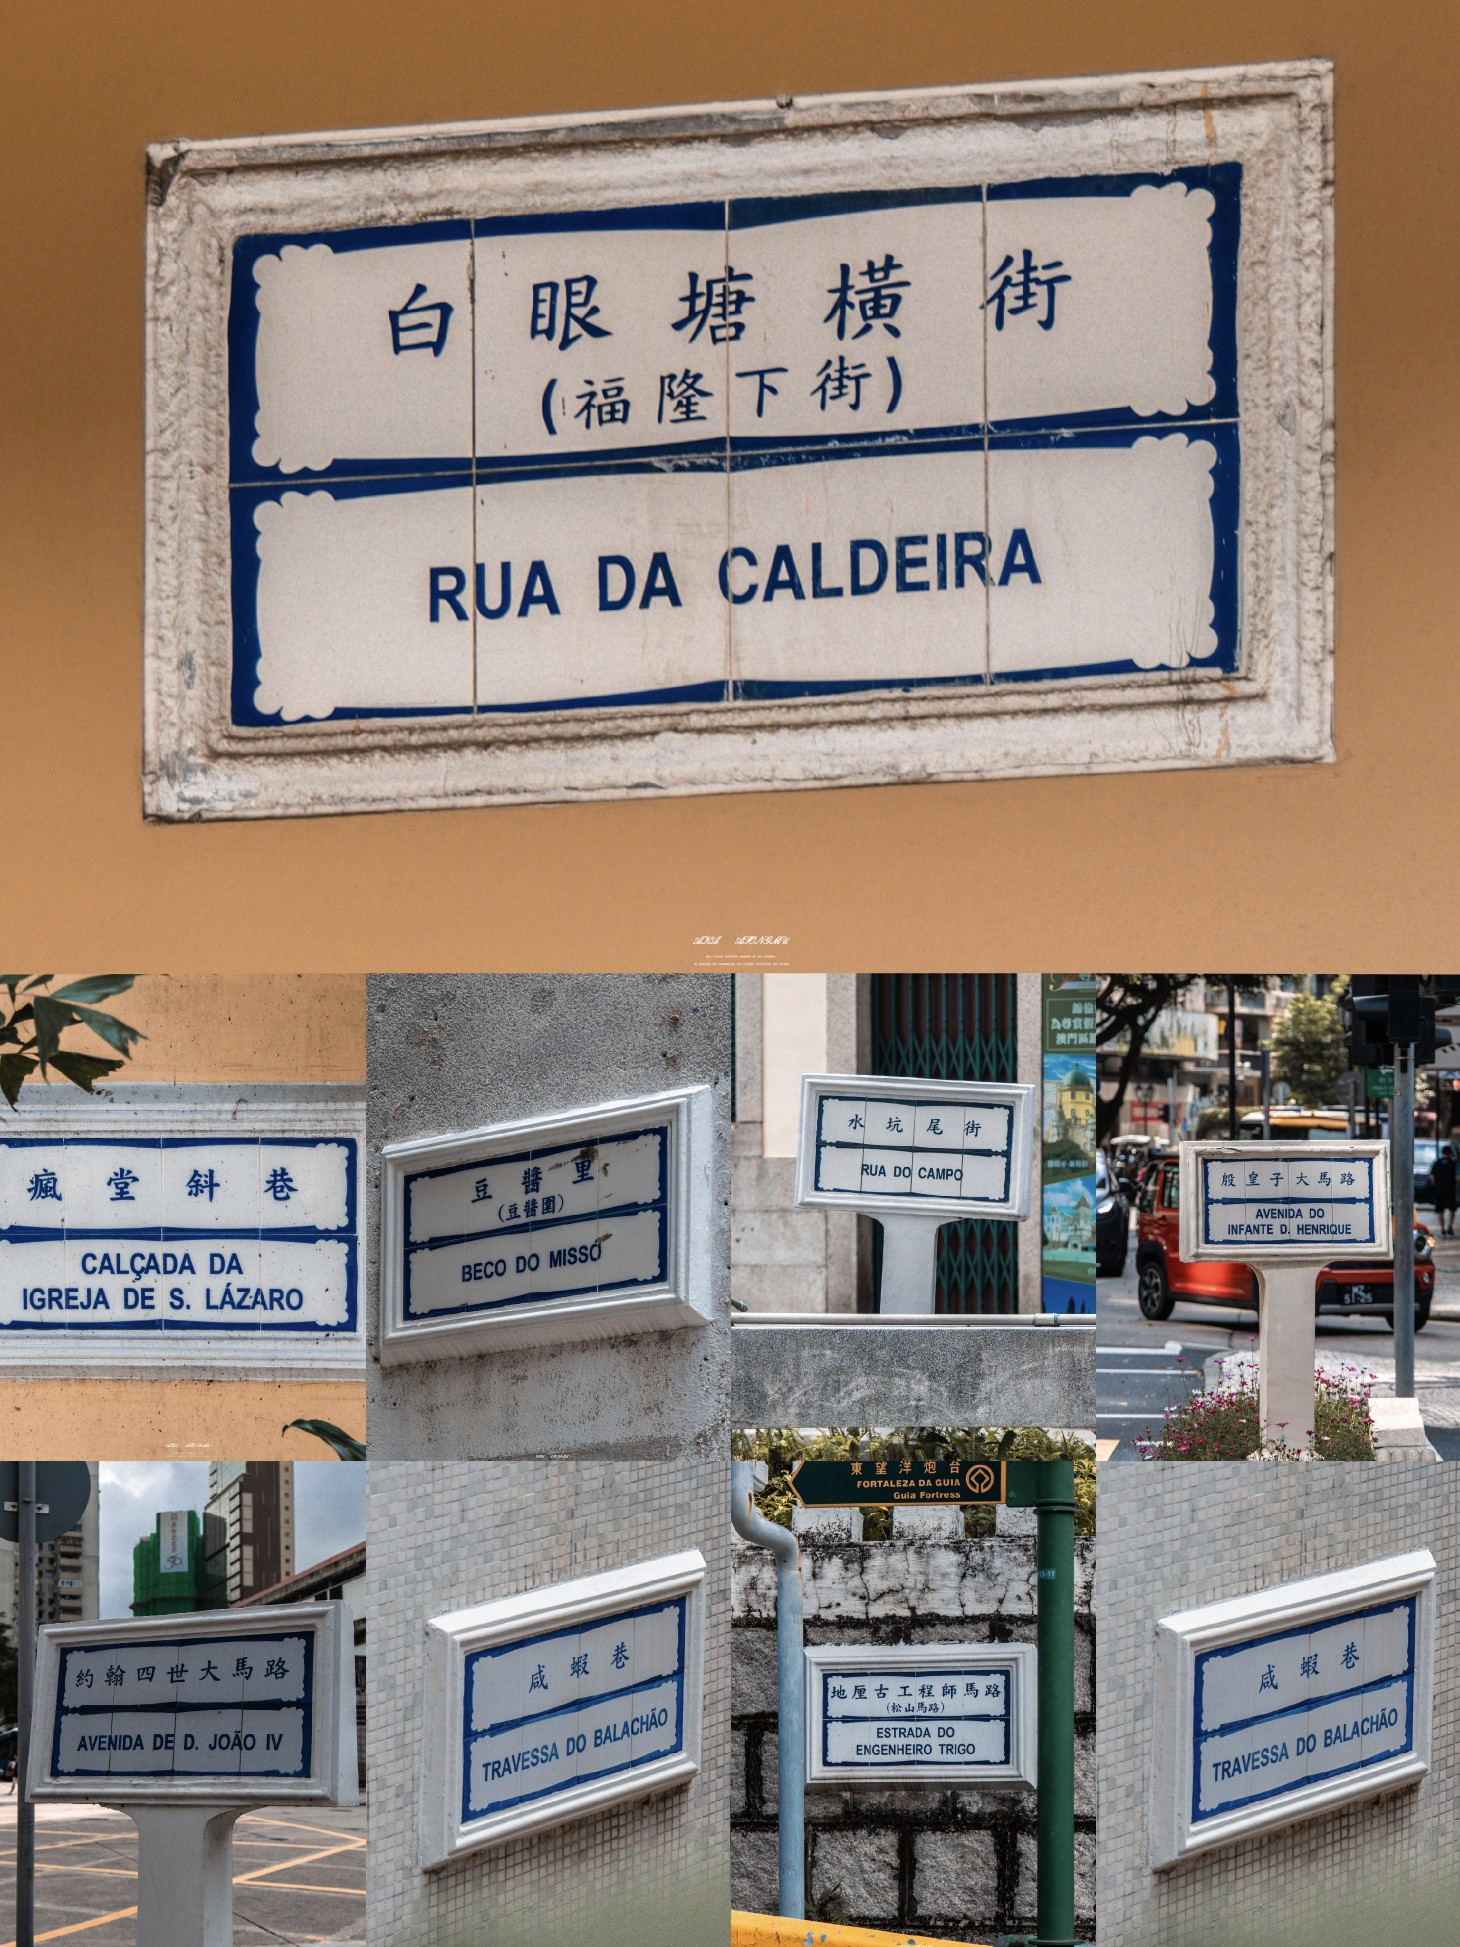 白眼塘橫街
(福隆下街)
RUA DA CALDEIRA
瘋堂斜巷
CALÇADA DA
IGREJA DE S. LÁZARO
豆醬里
(豆醬圍)
BECO DO MISSÓ
水坑尾街
RUA DO CAMPO
殷皇子大馬路
AVENIDA DO
INFANTE D. HENRIQUE
約翰四世大馬路
AVENIDA DE D. JOÃO IV
咸蝦巷
TRAVESSA DO BALACHÃO
東望洋炮台
FORTALEZA DA GUIA
Guia Fortress
地厘古工程師馬路
(松山馬路)
ESTRADA DO
ENGENHEIRO TRIGO
咸蝦巷
TRAVESSA DO BALACHÃO